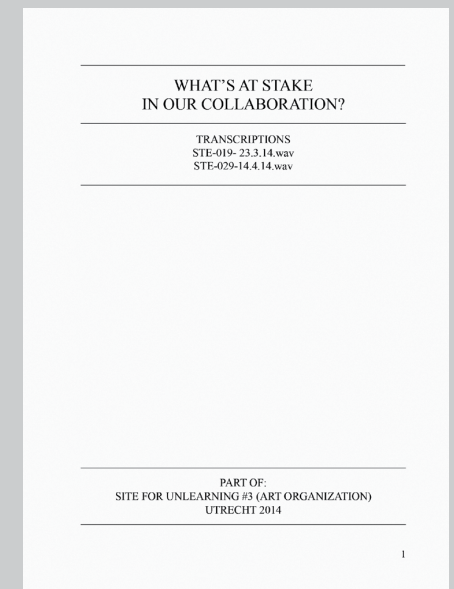 WHAT'S AT STAKE
IN OUR COLLABORATION?
TRANSCRIPTIONS
STE-019- 23.3.14.wav
STE-029-14.4.14.wav
PART OF:
SITE FOR UNLEARNING #3 (ART ORGANIZATION)
UTRECHT 2014
1